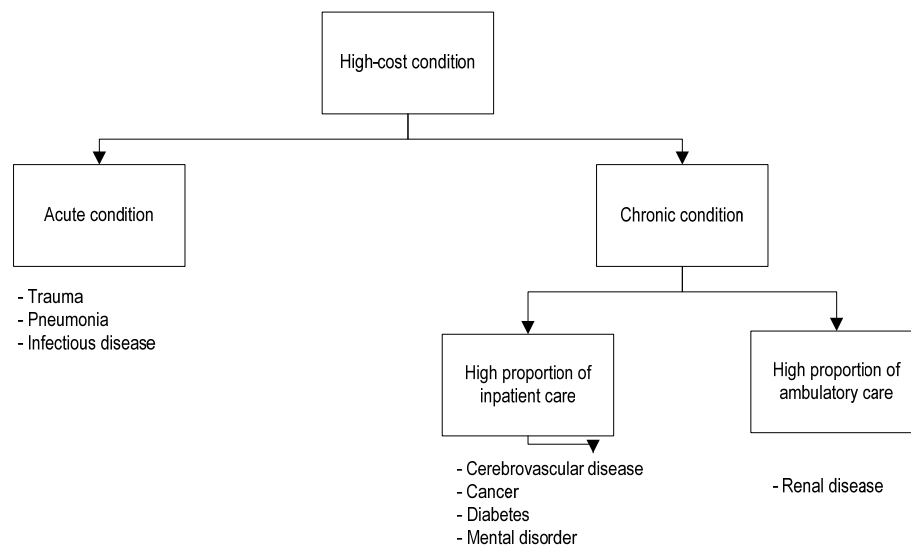 High-cost condition
Acute condition
Chronic condition
- Trauma
- Pneumonia
- Infectious disease
High proportion of
inpatient care
High proportion of
ambulatory care
- Cerebrovascular disease
- Cancer
- Diabetes
- Mental disorder
- Renal disease